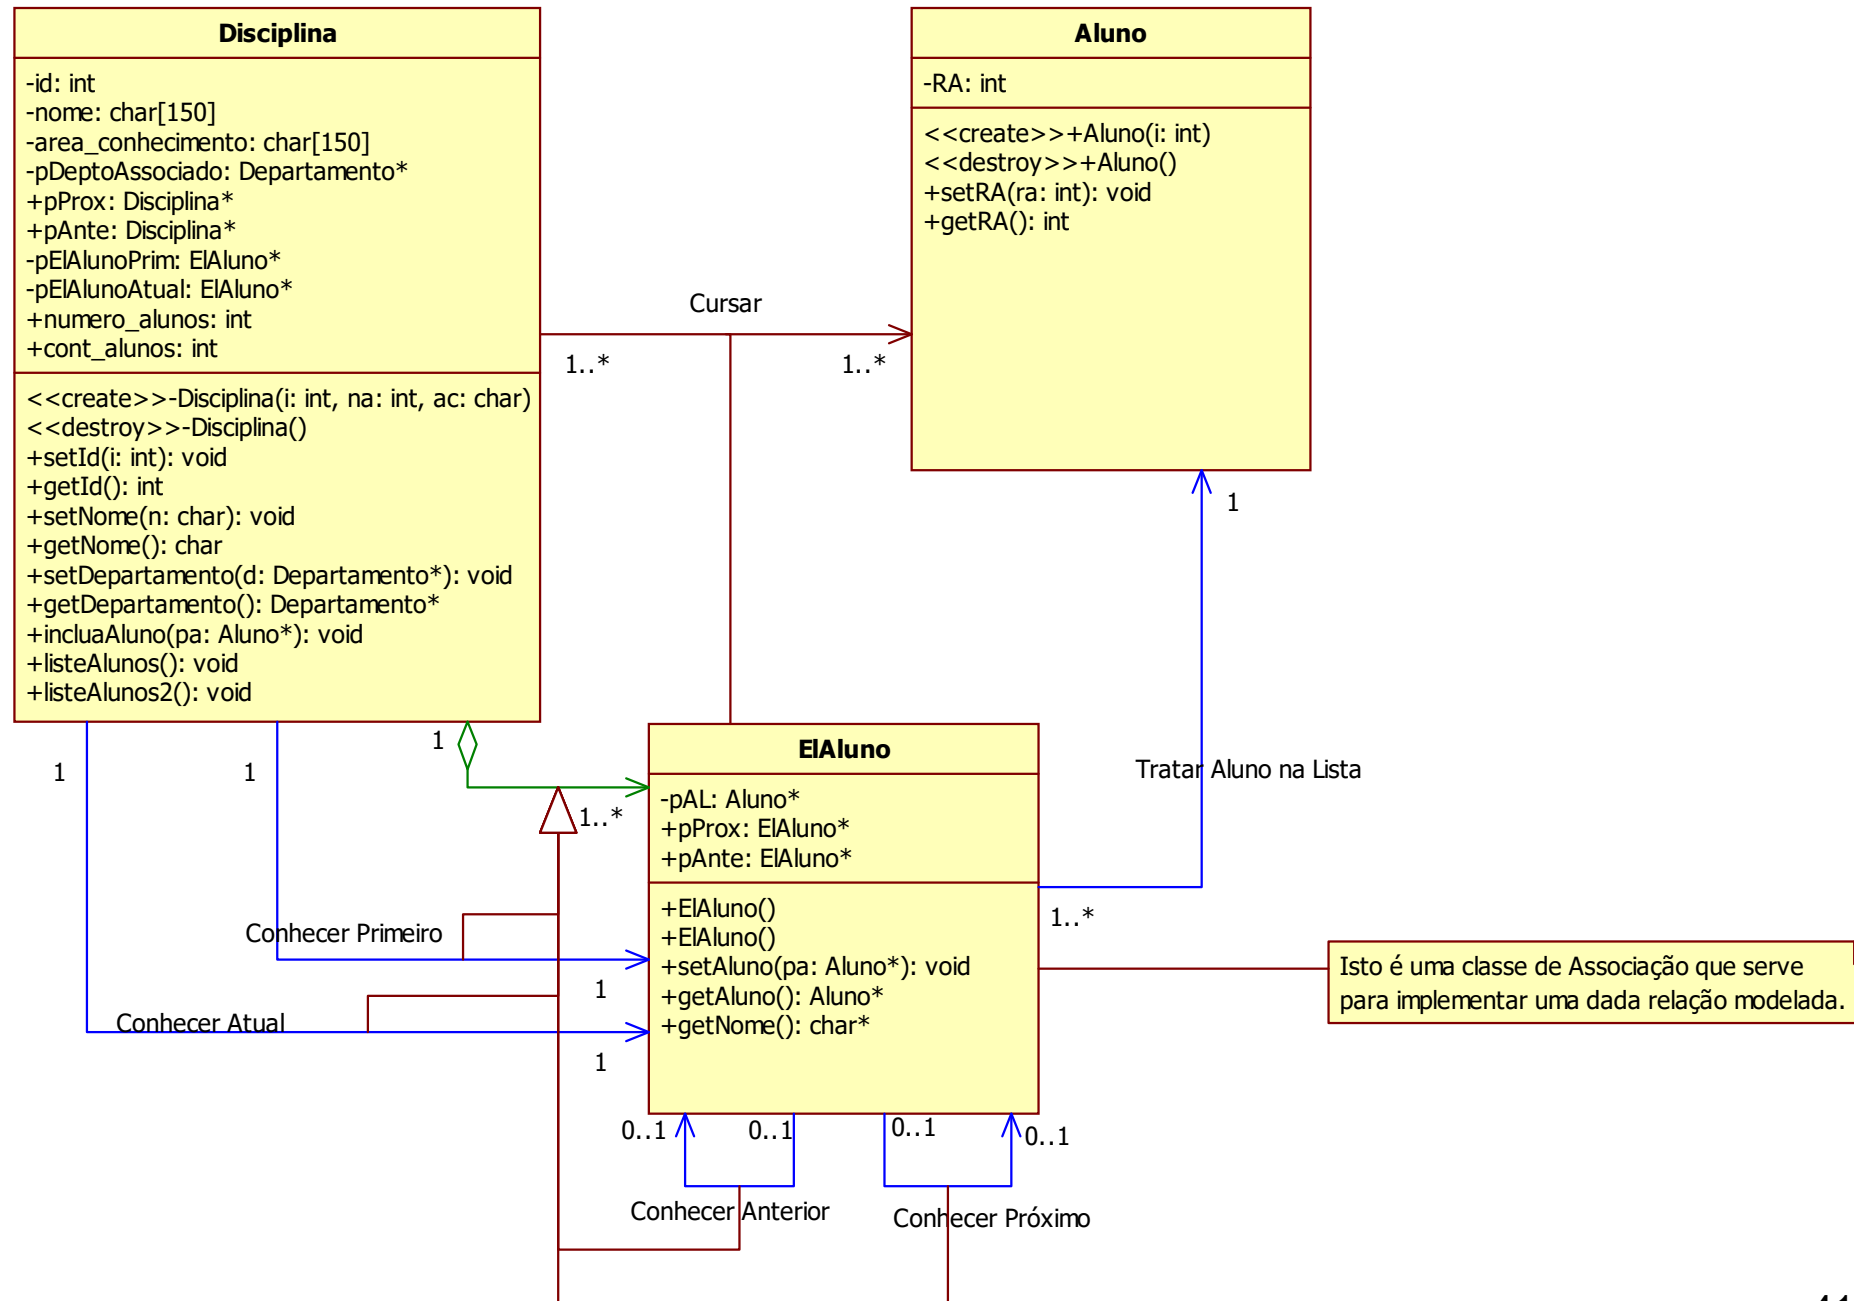 Disciplina
-id: int
-nome: char[150]
-area_conhecimento: char[150]
-pDeptoAssociado: Departamento*
+pProx: Disciplina*
+pAnte: Disciplina*
-pElAlunoPrim: ElAluno*
-pElAlunoAtual: ElAluno*
+numero_alunos: int
+cont_alunos: int
<<create>>-Disciplina(i: int, na: int, ac: char)
<<destroy>>-Disciplina()
+setId(i: int): void
+getId(): int
+setNome(n: char): void
+getNome(): char
+setDepartamento(d: Departamento*): void
+getDepartamento(): Departamento*
+incluaAluno(pa: Aluno*): void
+listeAlunos(): void
+listeAlunos2(): void
Cursar
1..*
1..*
Aluno
-RA: int
<<create>>+Aluno(i: int)
<<destroy>>+Aluno()
+setRA(ra: int): void
+getRA(): int
1
Tratar Aluno na Lista
1..*
1
1
1
1..*
ElAluno
-pAL: Aluno*
+pProx: ElAluno*
+pAnte: ElAluno*
+ElAluno()
+ElAluno()
+setAluno(pa: Aluno*): void
+getAluno(): Aluno*
+getNome(): char*
Conhecer Primeiro
1
Conhecer Atual
1
Isto é uma classe de Associação que serve
para implementar uma dada relação modelada.
0..1
0..1
0..1
0..1
Conhecer Anterior
Conhecer Próximo